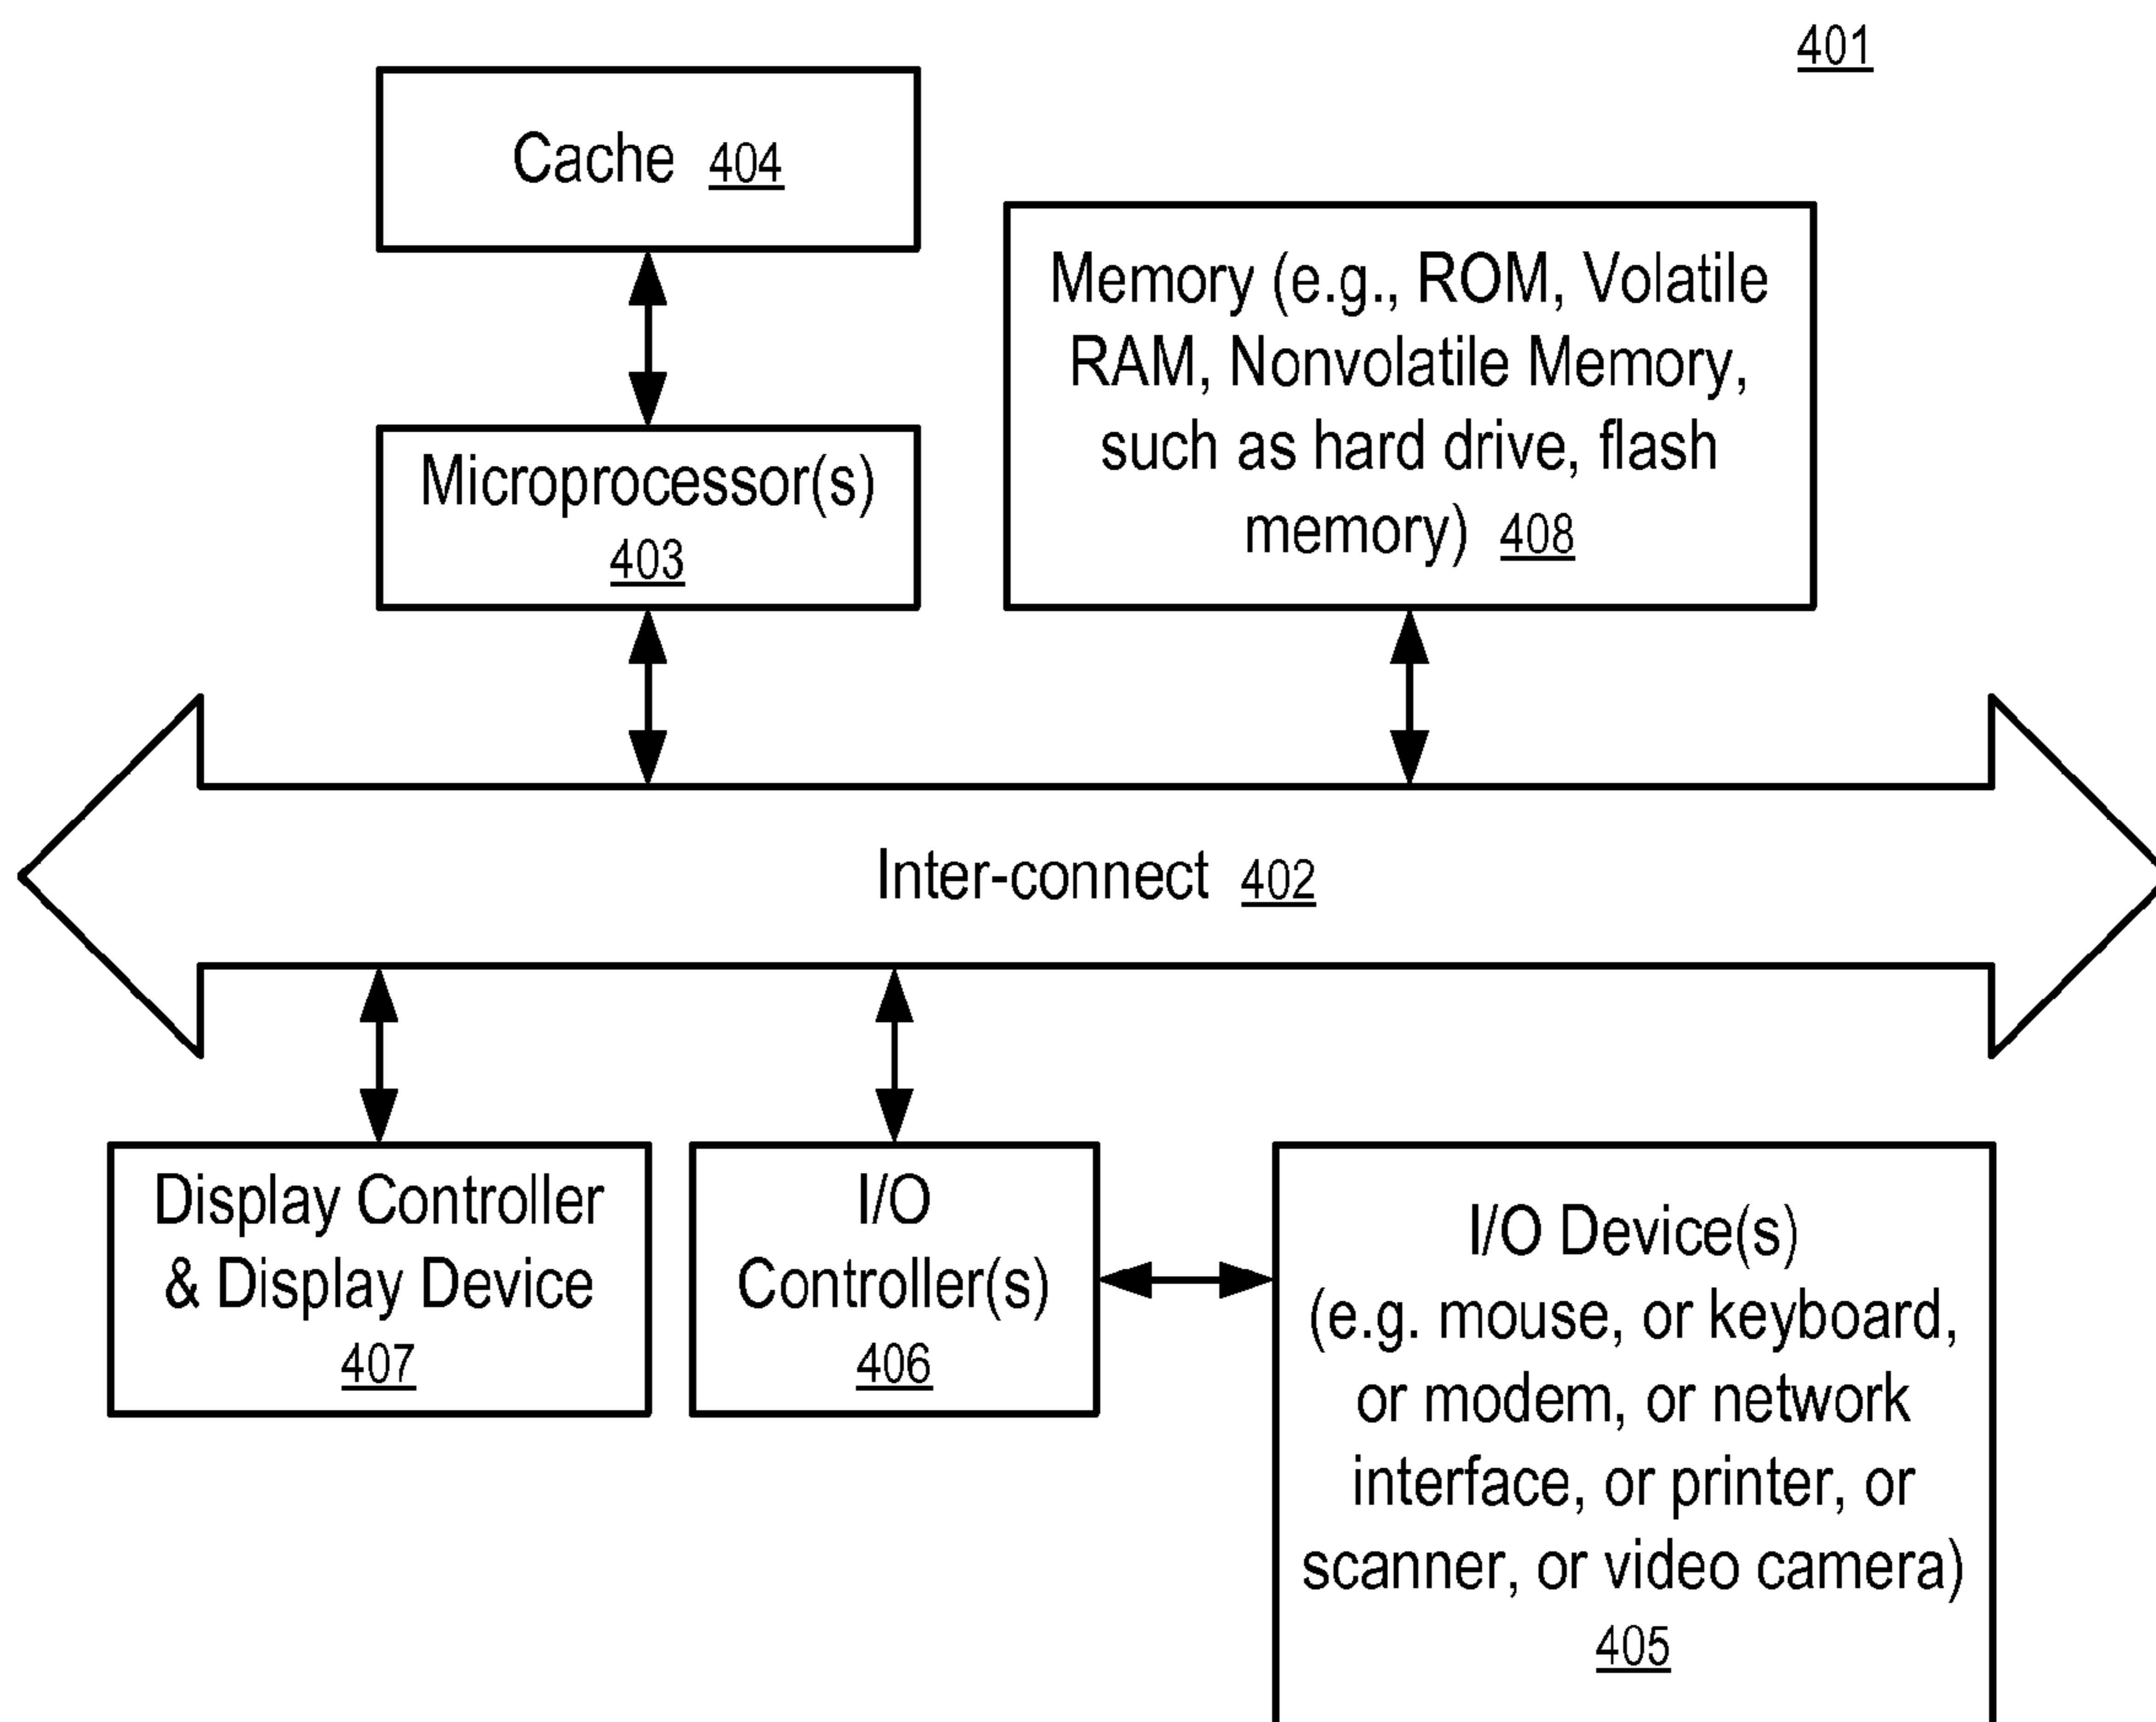 401
Cache 404
Memory (e.g., ROM, Volatile
RAM, Nonvolatile Memory,
such as hard drive, flash
memory) 408
Microprocessor(s)
403
Inter-connect 402
Display Controller
& Display Device
407
I/O
Controller(s)
406
I/O Device(s)
(e.g. mouse, or keyboard,
or modem, or network
interface, or printer, or
scanner, or video camera)
405